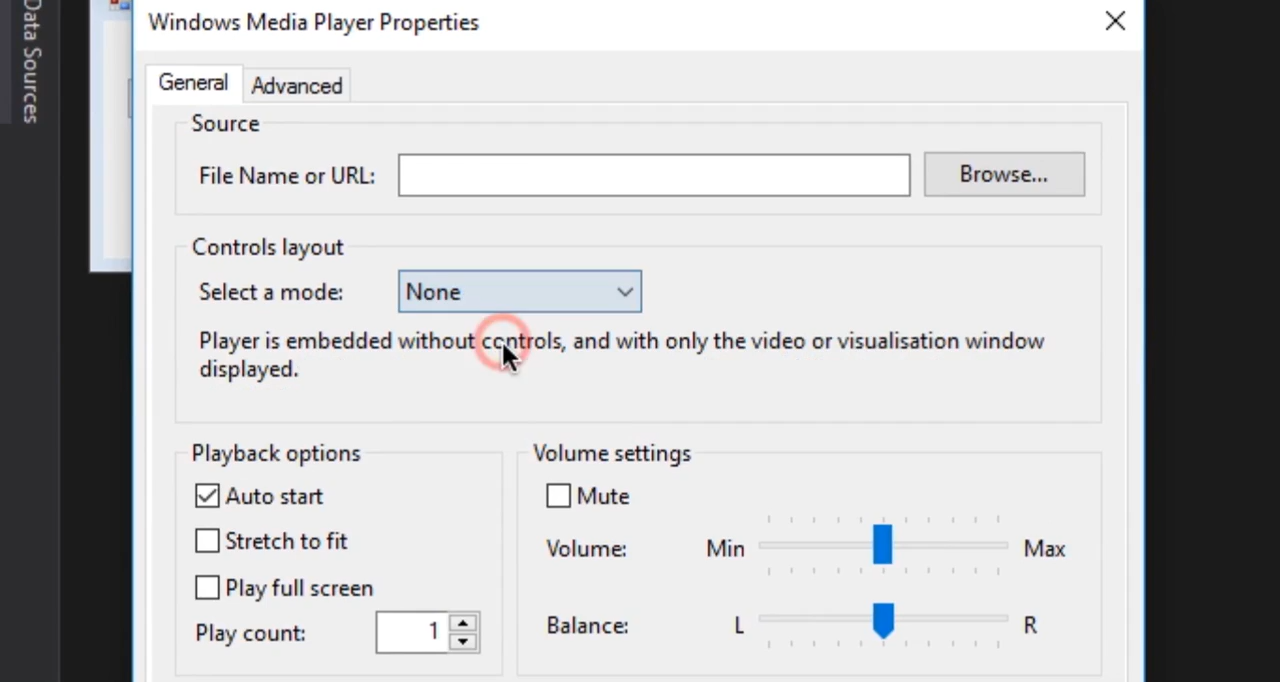 Data Sources
Windows Media Player Properties
General
Advanced
Source
File Name or URL:
Browse...
Controls layout
Select a mode:
None
Player is embedded without controls, and with only the video or visualisation window
displayed.
Playback options
Auto start
Stretch to fit
Play full screen
Play count:
1
Volume settings
Mute
Volume:
Min
Max
Balance:
L
R